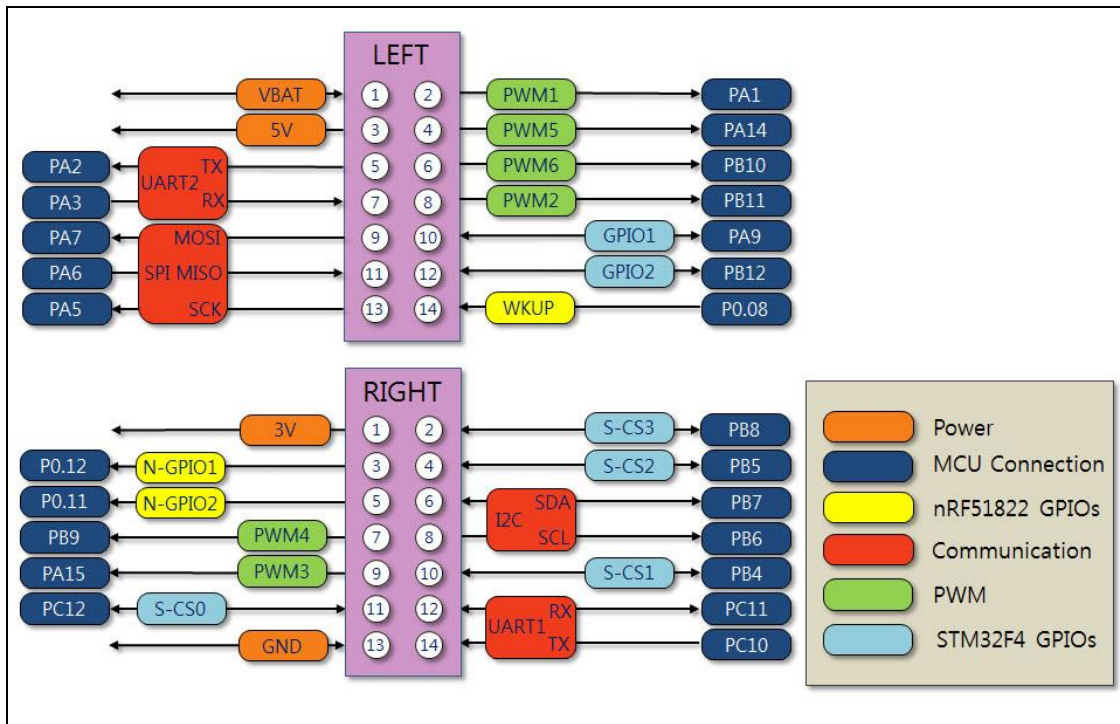 LEFT
VBAT 1 2 PWM1 PA1
5V 3 4 PWM5 PA14
PA2 TX 5 6 PWM6 PB10
UART2
PA3 RX 7 8 PWM2 PB11
PA7 MOSI 9 10 GPIO1 PA9
PA6 SPI MISO 11 12 GPIO2 PB12
PA5 SCK 13 14 WKUP P0.08
RIGHT
3V 1 2 S-CS3 PB8
P0.12 N-GPIO1 3 4 S-CS2 PB5
P0.11 N-GPIO2 5 6 SDA PB7
I2C
PB9 PWM4 7 8 SCL PB6
PA15 PWM3 9 10 S-CS1 PB4
PC12 S-CS0 11 12 RX PC11
UART1
GND 13 14 TX PC10
Power
MCU Connection
nRF51822 GPIOs
Communication
PWM
STM32F4 GPIOs